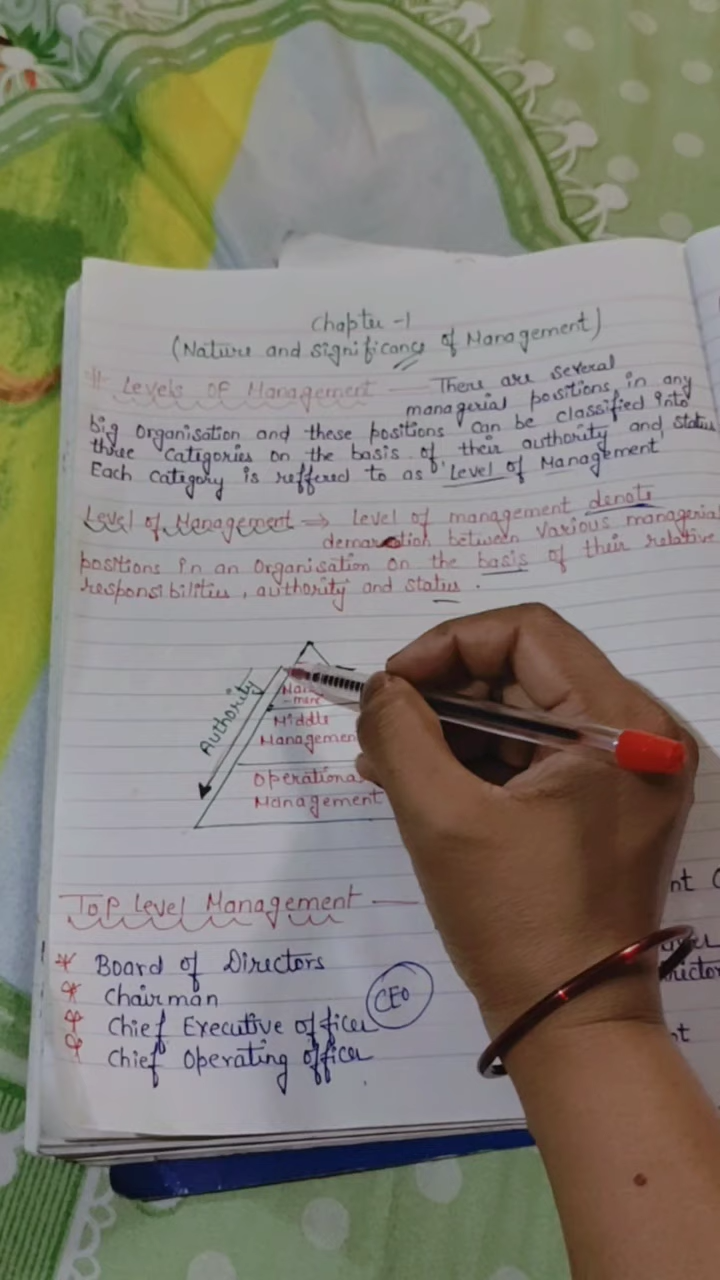 Chapter -1
(Nature and significance of Management)
# Levels of Management — There are several
managerial positions in any
big organisation and these positions can be classified into
three categories on the basis of their authority and status
Each category is reffered to as 'Level of Management'
Level of Management ⇒ Level of management denote
demarcation between various managerial
positions in an Organisation on the basis of their relative
responsibilities, authority and status.
Authority
Middle
Management
Operational
Management
Top Level Management —
* Board of Directors
* Chairman
* Chief Executive officer CEO
* Chief Operating officer